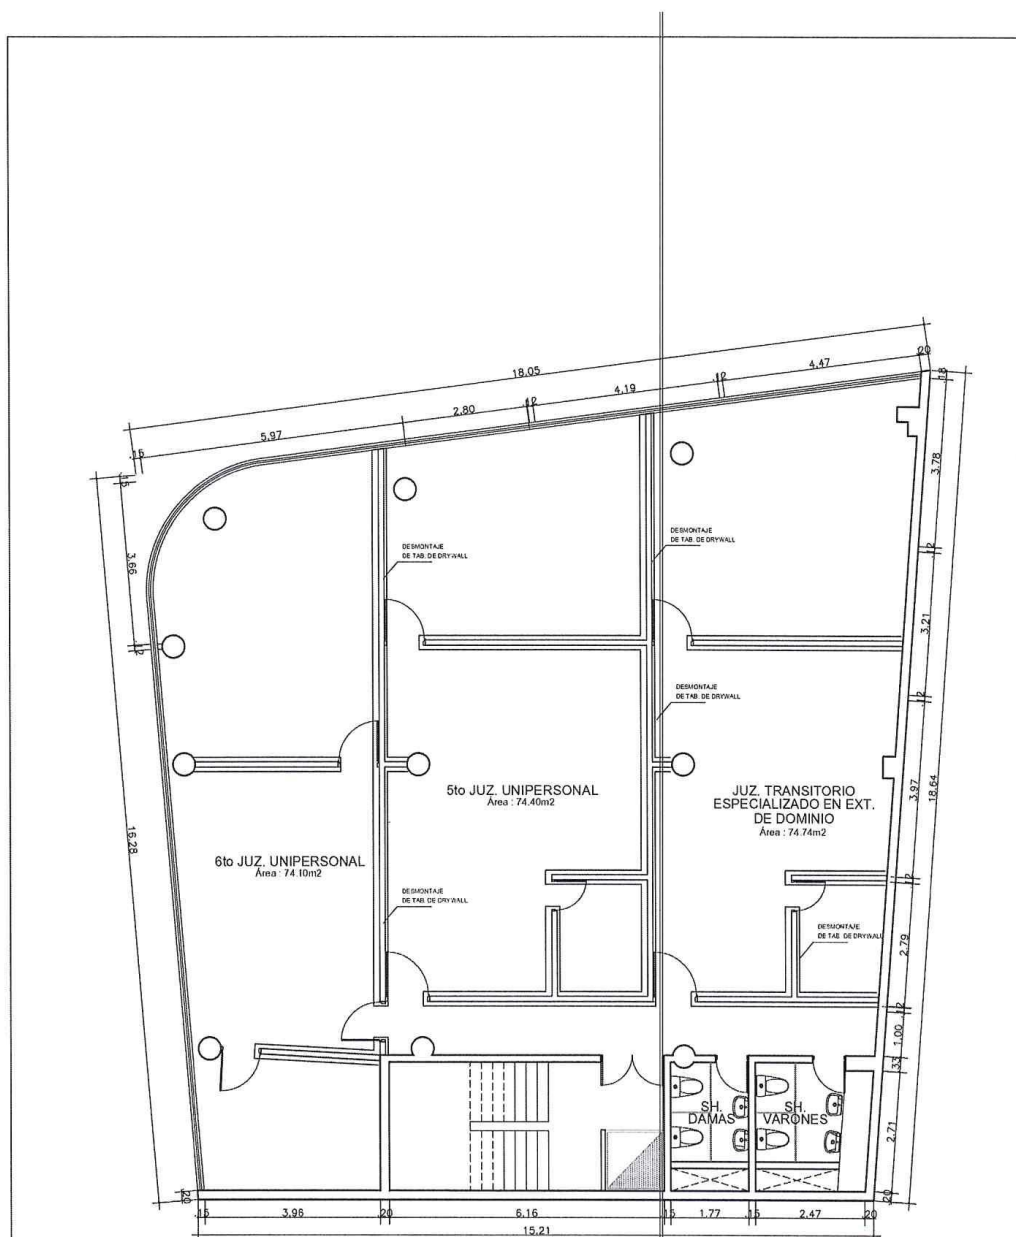 18.05
.15
5.97
2.80
.12
4.19
.12
4.47
.20
.15
3.66
.12
16.28
.20
.18
3.78
.12
3.21
.12
3.97
18.64
.12
2.79
.12
1.00
.33
2.71
.20
DESMONTAJE
DE TAB. DE DRYWALL
DESMONTAJE
DE TAB. DE DRYWALL
DESMONTAJE
DE TAB. DE DRYWALL
5to JUZ. UNIPERSONAL
Área : 74.40m2
JUZ. TRANSITORIO
ESPECIALIZADO EN EXT.
DE DOMINIO
Área : 74.74m2
6to JUZ. UNIPERSONAL
Área : 74.10m2
DESMONTAJE
DE TAB. DE DRYWALL
DESMONTAJE
DE TAB. DE DRYWALL
SH.
DAMAS
SH.
VARONES
.15
3.96
.20
6.16
.15
1.77
.15
2.47
.20
15.21